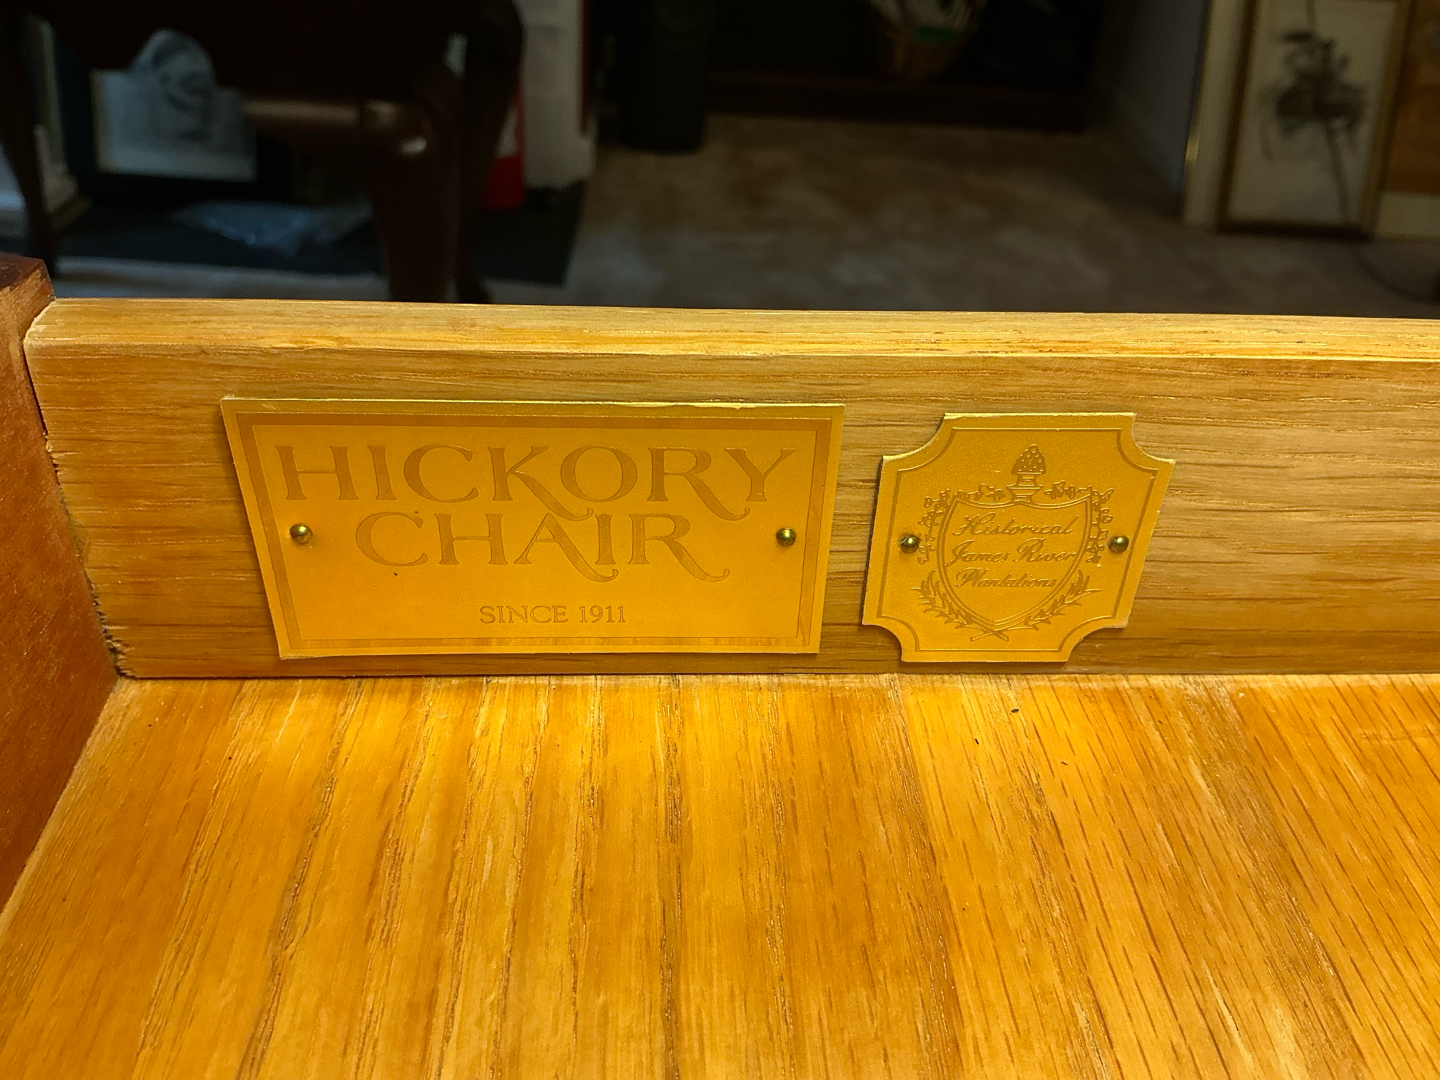 HICKORY
CHAIR
SINCE 1911
Historical
James River
Plantations